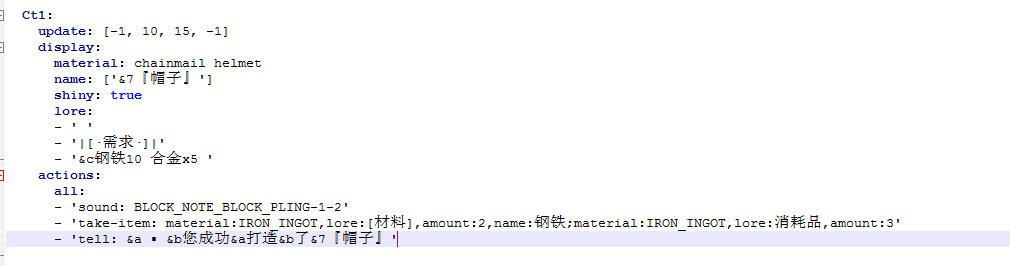 Ct1:
  update: [-1, 10, 15, -1]
  display:
    material: chainmail helmet
    name: ['&7『帽子』']
    shiny: true
    lore:
    - ' '
    - '|[·需求·]|'
    - '&c钢铁10 合金x5 '
  actions:
    all:
    - 'sound: BLOCK_NOTE_BLOCK_PLING-1-2'
    - 'take-item: material:IRON_INGOT,lore:[材料],amount:2,name:钢铁;material:IRON_INGOT,lore:消耗品,amount:3'
    - 'tell: &a ▪ &b您成功&a打造&b了&7『帽子』'